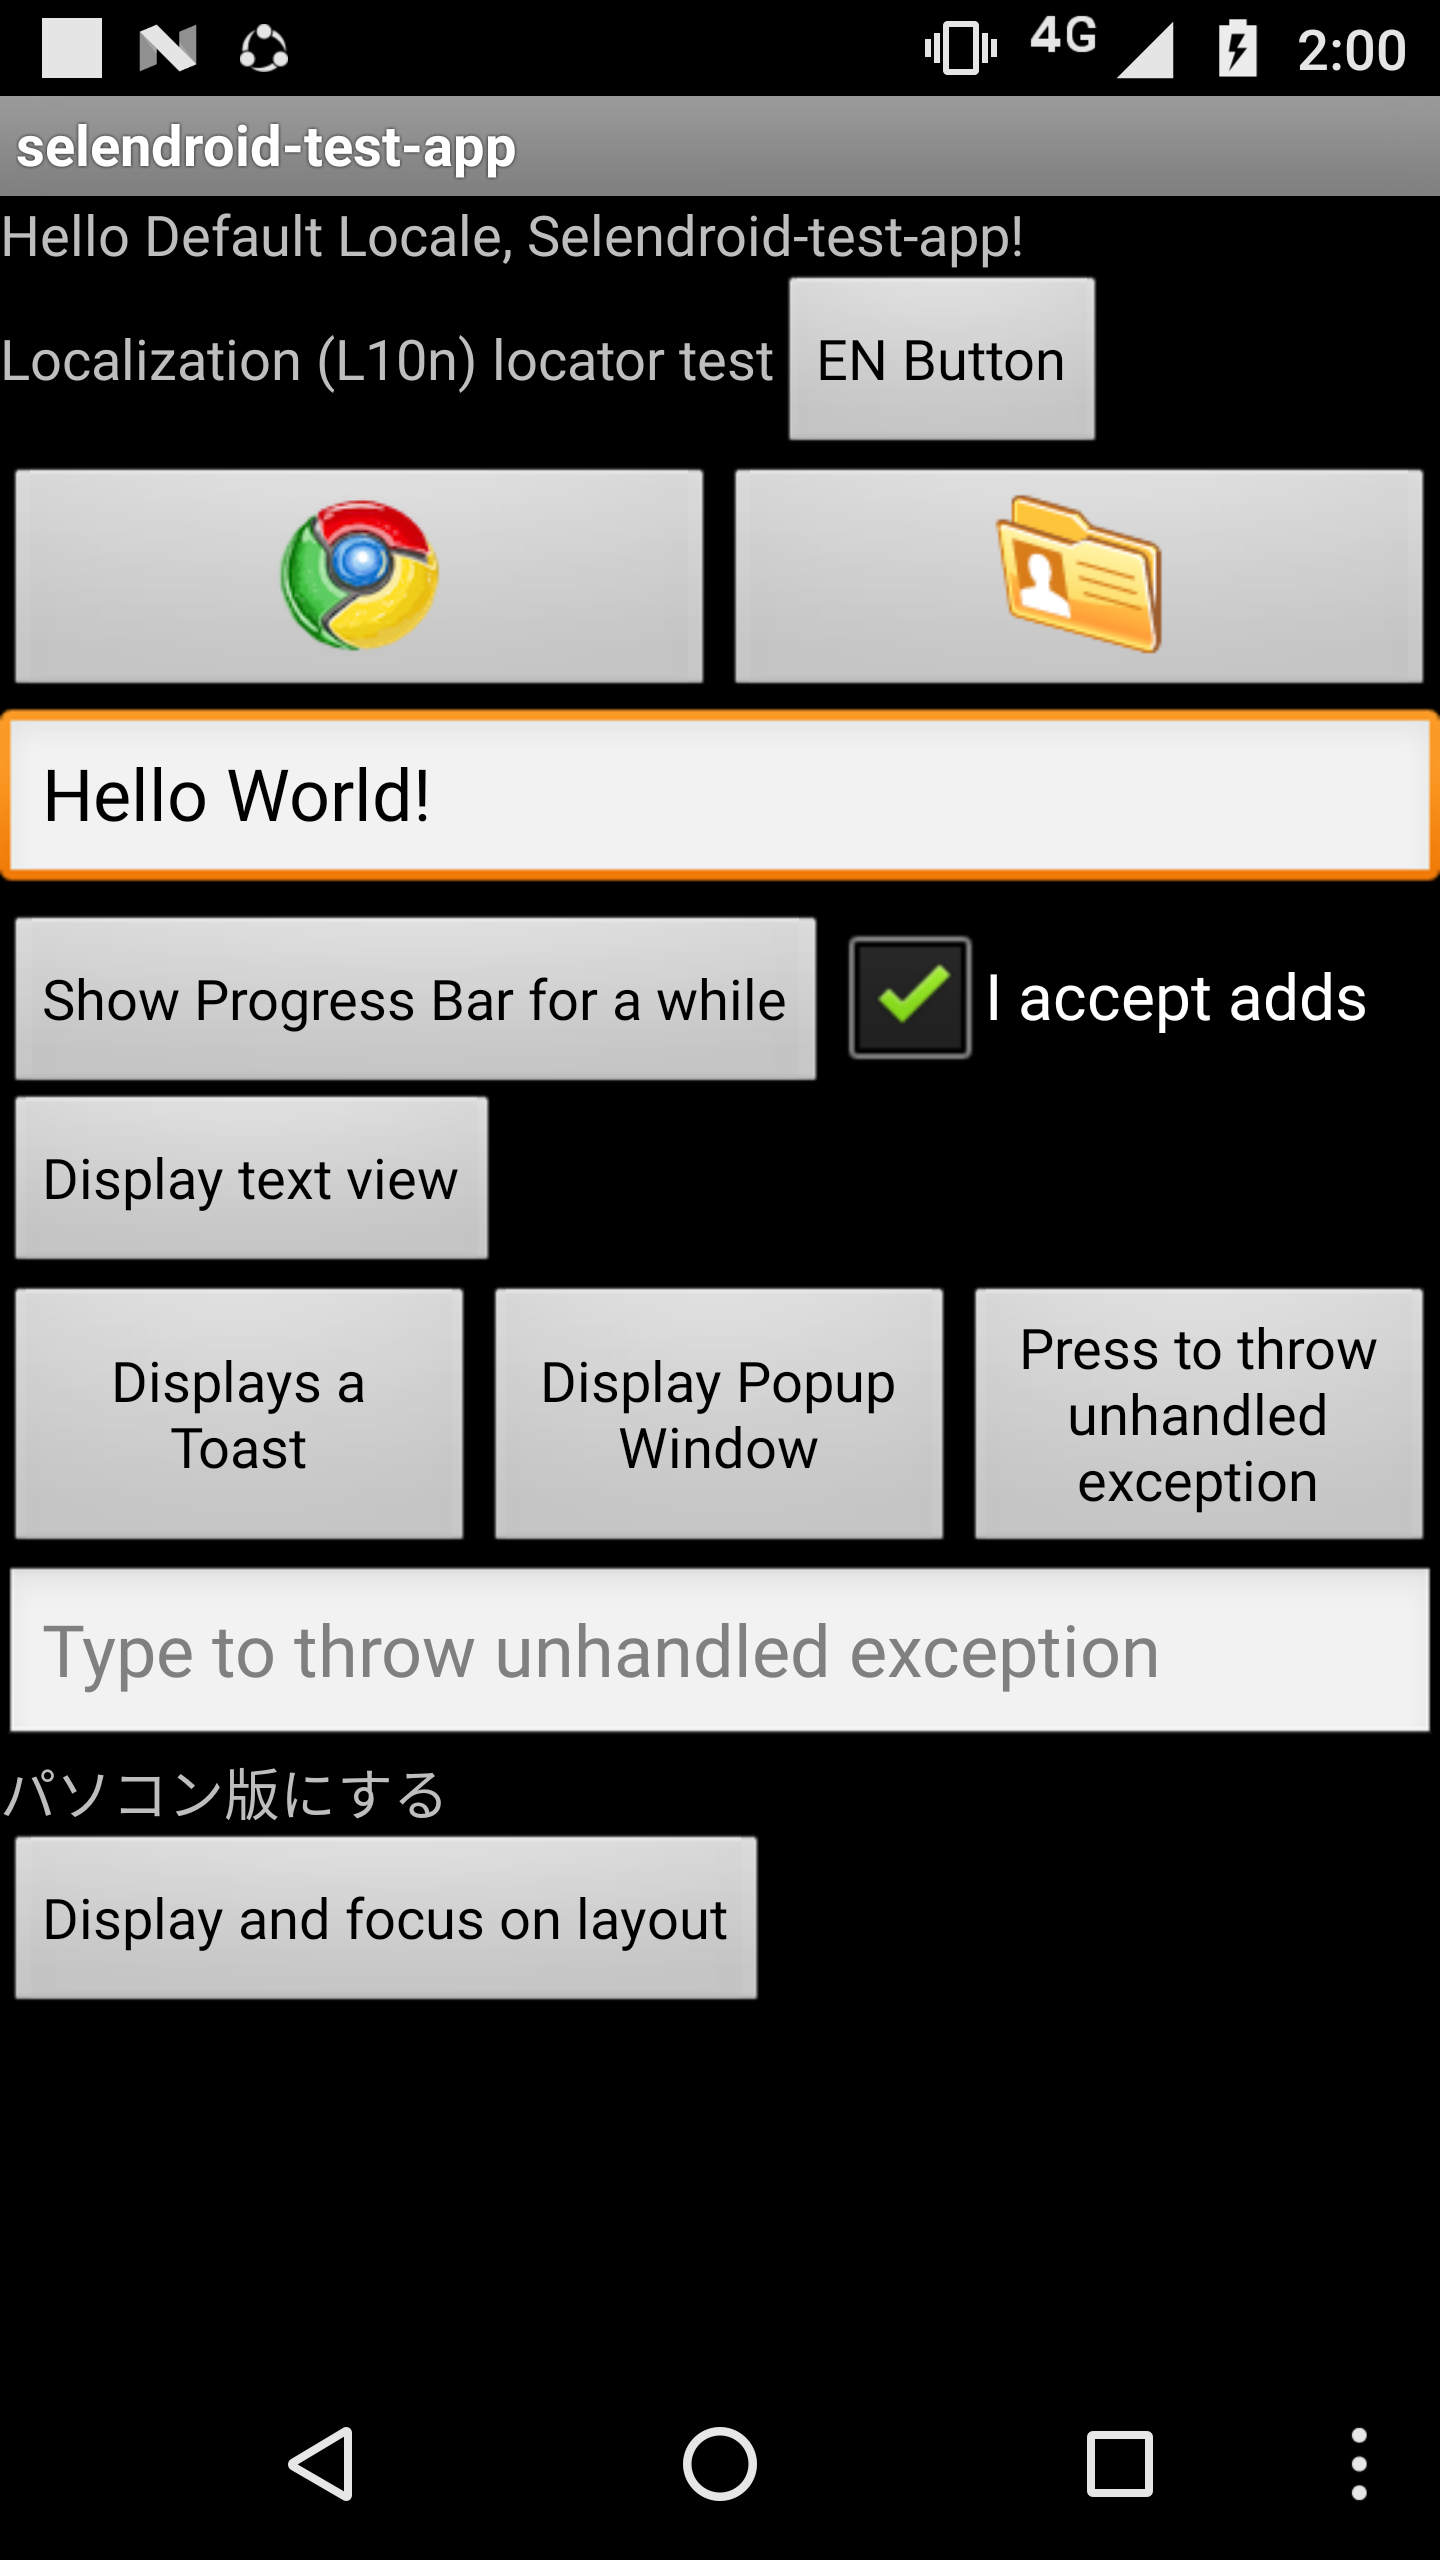 4G 2:00
selendroid-test-app
Hello Default Locale, Selendroid-test-app!
Localization (L10n) locator test EN Button
Hello World!
Show Progress Bar for a while I accept adds
Display text view
Displays a
Toast
Display Popup
Window
Press to throw
unhandled
exception
Type to throw unhandled exception
パソコン版にする
Display and focus on layout